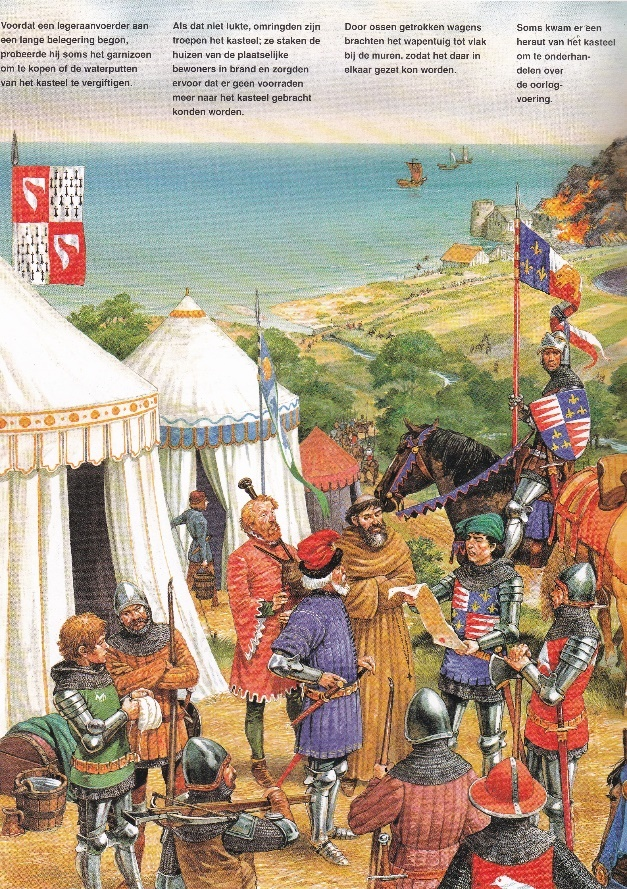 Voordat een legeraanvoerder aan
een lange belegering begon,
probeerde hij soms het garnizoen
om te kopen of de waterputten
van het kasteel te vergiftigen.
Als dat niet lukte, omringden zijn
troepen het kasteel; ze staken de
huizen van de plaatselijke
bewoners in brand en zorgden
ervoor dat er geen voorraden
meer naar het kasteel gebracht
konden worden.
Door ossen getrokken wagens
brachten het wapentuig tot vlak
bij de muren, zodat het daar in
elkaar gezet kon worden.
Soms kwam er een
heraut van het kasteel
om te onderhan-
delen over
de oorlog-
voering.